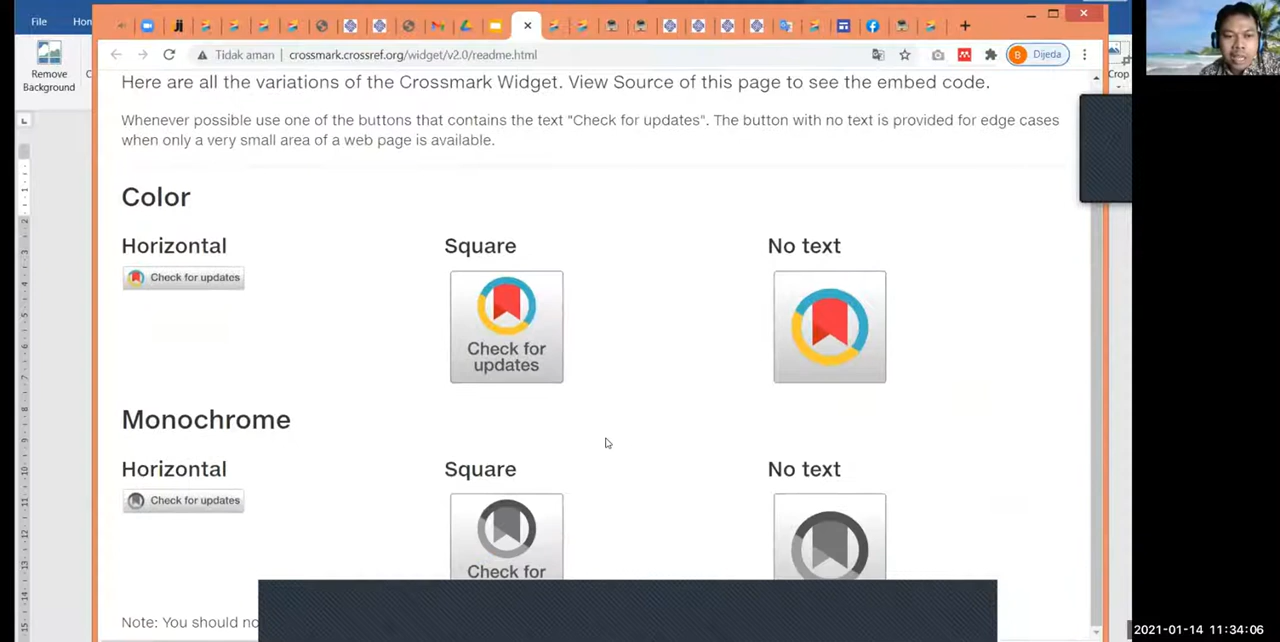 File
Ho
Tidak aman | crossmark.crossref.org/widget/v2.0/readme.html
B Dijeda
Remove
Background
Crop
Here are all the variations of the Crossmark Widget. View Source of this page to see the embed code.
Whenever possible use one of the buttons that contains the text "Check for updates". The button with no text is provided for edge cases
when only a very small area of a web page is available.
Color
Horizontal Square No text
Check for updates
Check for
updates
Monochrome
Horizontal Square No text
Check for updates
Check for
Note: You should no
2021-01-14 11:34:06